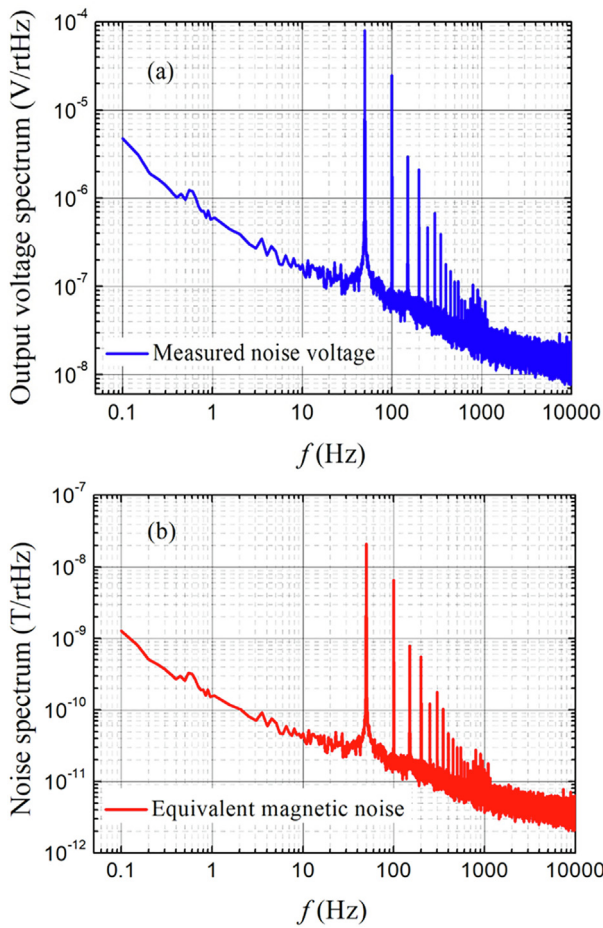 Output voltage spectrum (V/rtHz)
10⁻⁴
10⁻⁵
10⁻⁶
10⁻⁷
10⁻⁸
(a)
Measured noise voltage
0.1 1 10 100 1000 10000
f (Hz)
Noise spectrum (T/rtHz)
10⁻⁷
10⁻⁸
10⁻⁹
10⁻¹⁰
10⁻¹¹
10⁻¹²
(b)
Equivalent magnetic noise
0.1 1 10 100 1000 10000
f (Hz)